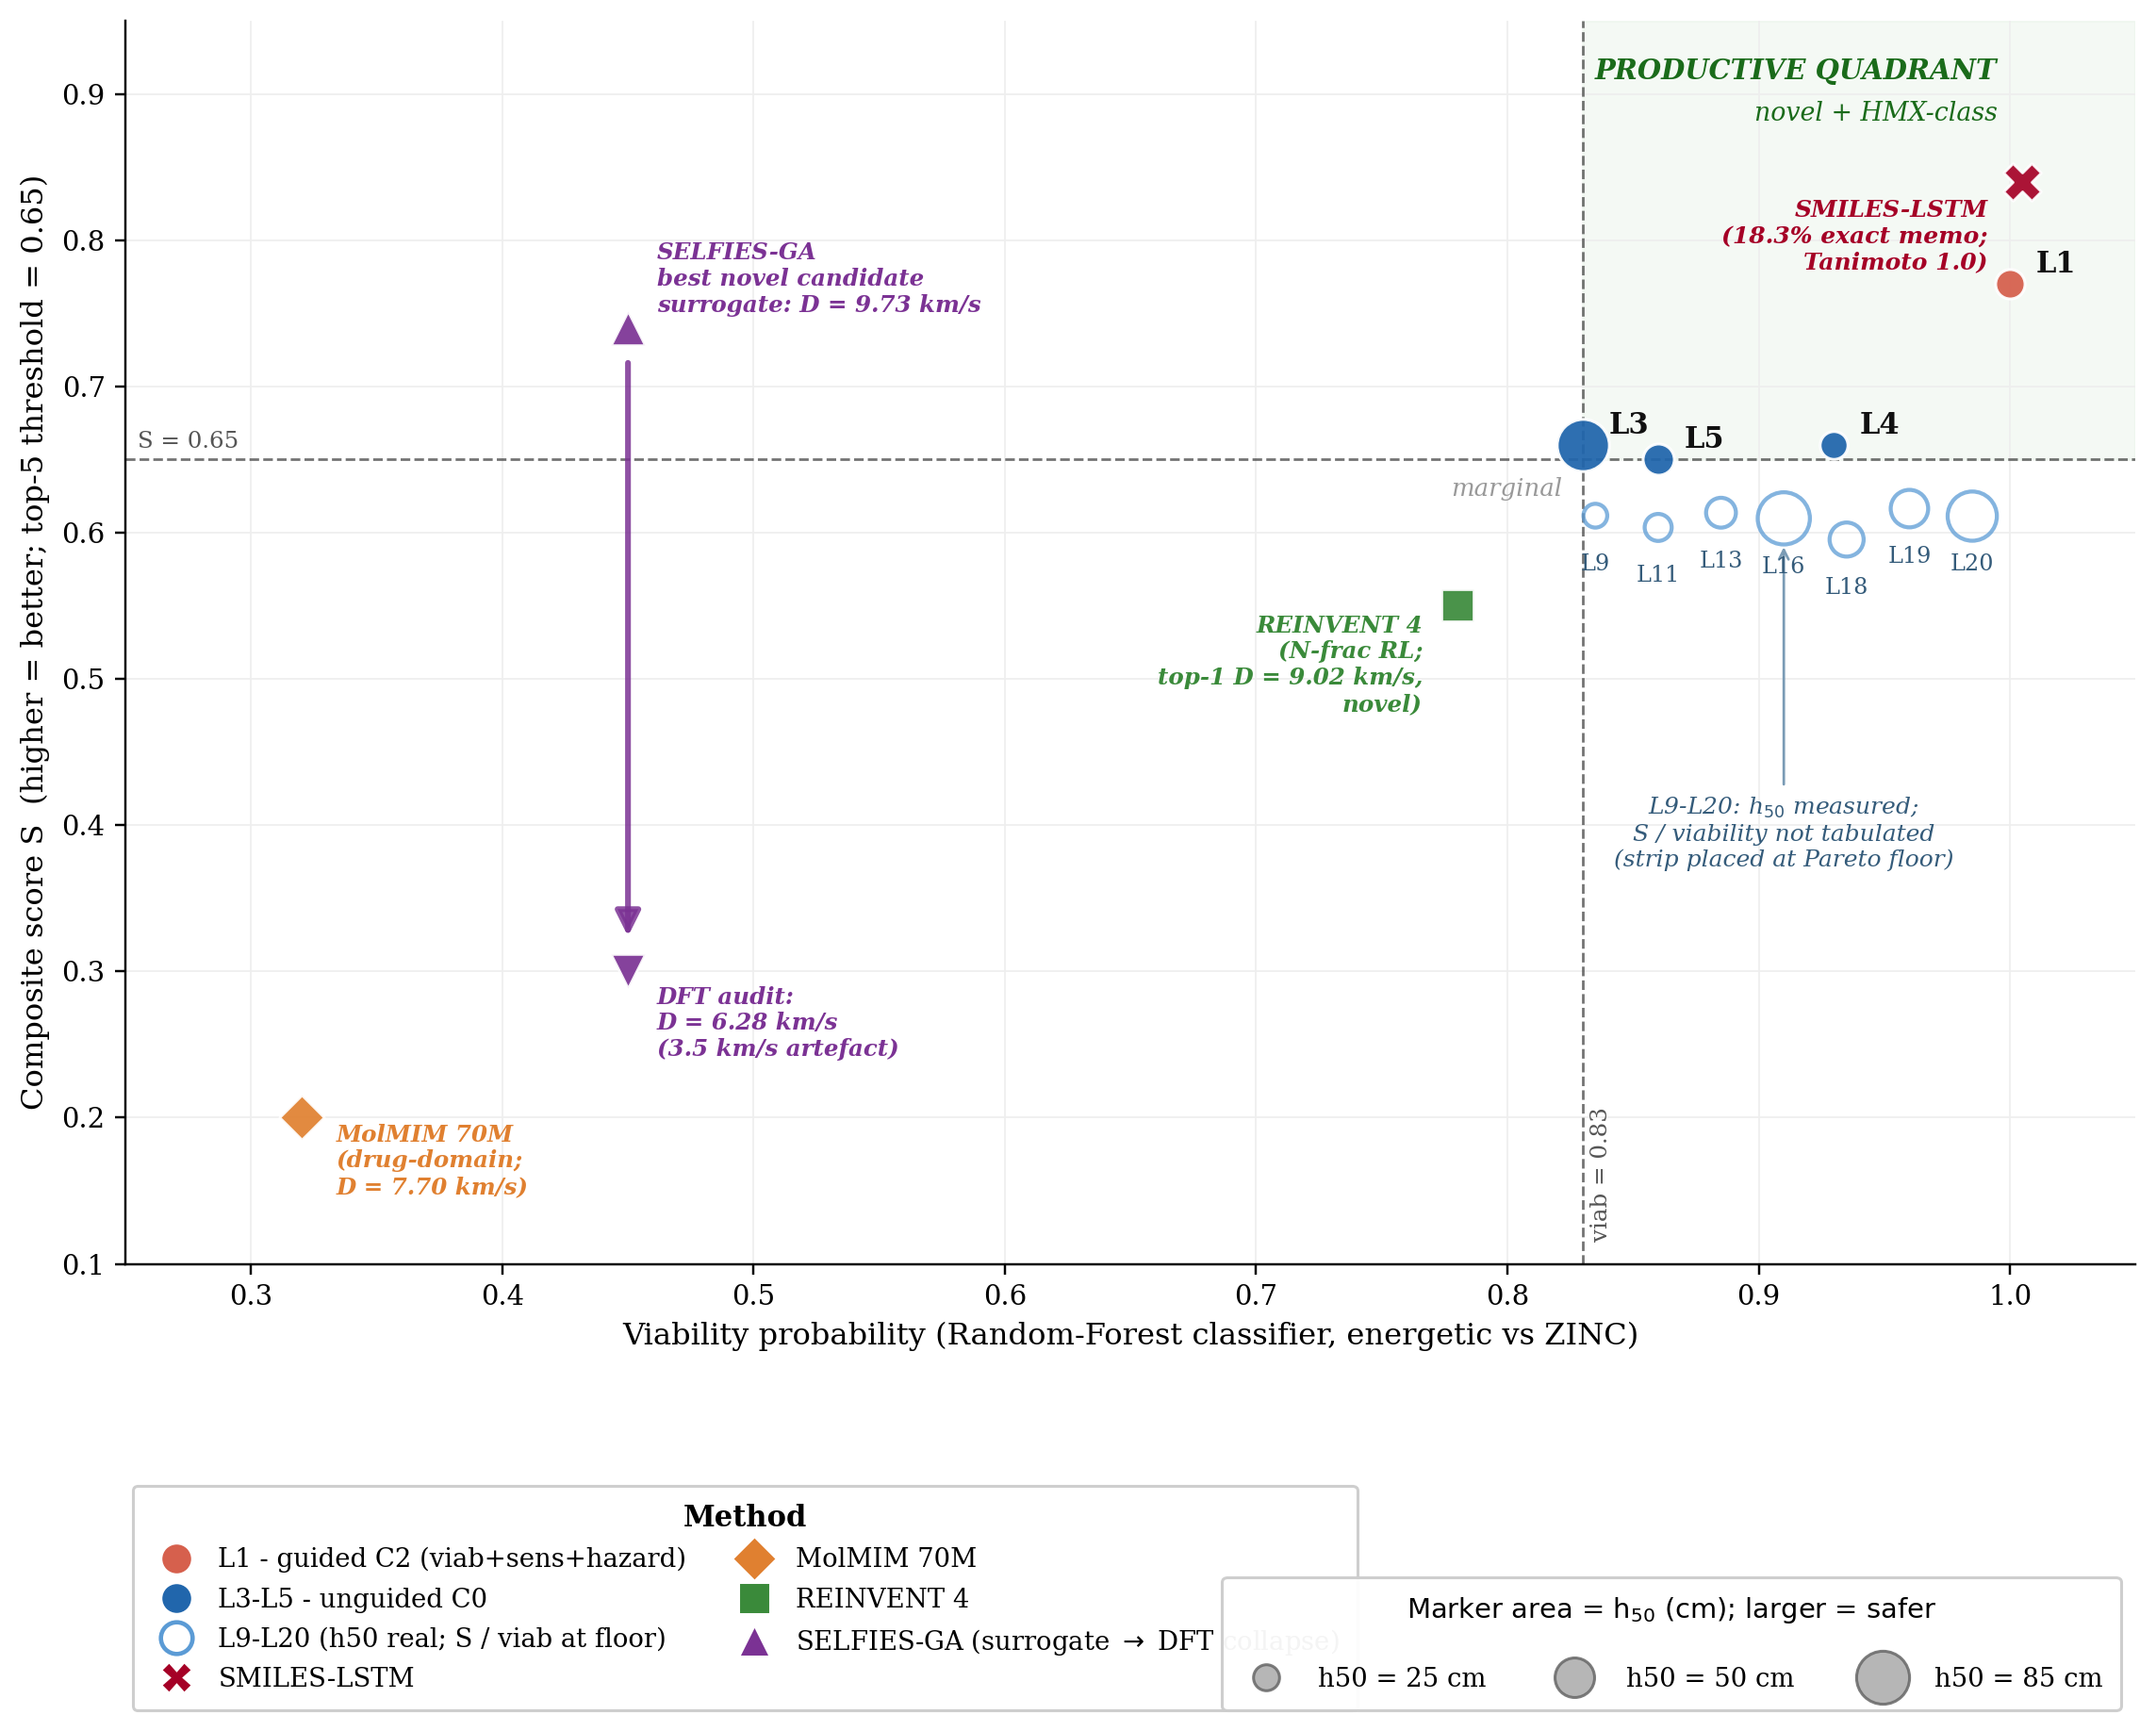 PRODUCTIVE QUADRANT
novel + HMX-class
SMILES-LSTM
(18.3% exact memo;
Tanimoto 1.0)
L1
SELFIES-GA
best novel candidate
surrogate: D = 9.73 km/s
S = 0.65
L3
L5
L4
marginal
L9
L11
L13
L16
L18
L19
L20
REINVENT 4
(N-frac RL;
top-1 D = 9.02 km/s,
novel)
L9-L20: h₅₀ measured;
S / viability not tabulated
(strip placed at Pareto floor)
DFT audit:
D = 6.28 km/s
(3.5 km/s artefact)
MolMIM 70M
(drug-domain;
D = 7.70 km/s)
viab = 0.83
Composite score S (higher = better; top-5 threshold = 0.65)
0.9
0.8
0.7
0.6
0.5
0.4
0.3
0.2
0.1
0.3 0.4 0.5 0.6 0.7 0.8 0.9 1.0
Viability probability (Random-Forest classifier, energetic vs ZINC)
Method
L1 - guided C2 (viab+sens+hazard)
L3-L5 - unguided C0
L9-L20 (h50 real; S / viab at floor)
SMILES-LSTM
MolMIM 70M
REINVENT 4
SELFIES-GA (surrogate → DFT collapse)
Marker area = h₅₀ (cm); larger = safer
h50 = 25 cm
h50 = 50 cm
h50 = 85 cm